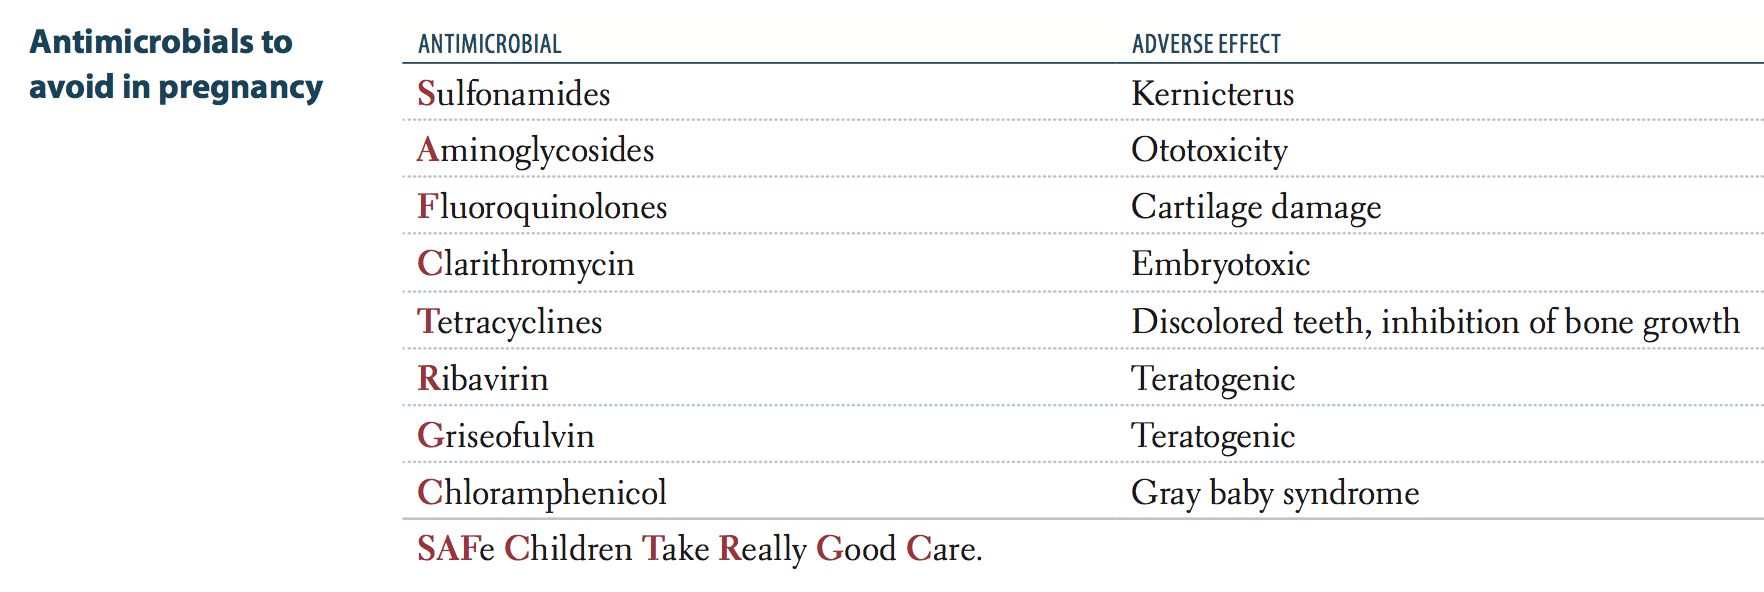 Antimicrobials to
avoid in pregnancy
ANTIMICROBIAL ADVERSE EFFECT
Sulfonamides Kernicterus
Aminoglycosides Ototoxicity
Fluoroquinolones Cartilage damage
Clarithromycin Embryotoxic
Tetracyclines Discolored teeth, inhibition of bone growth
Ribavirin Teratogenic
Griseofulvin Teratogenic
Chloramphenicol Gray baby syndrome
SAFe Children Take Really Good Care.